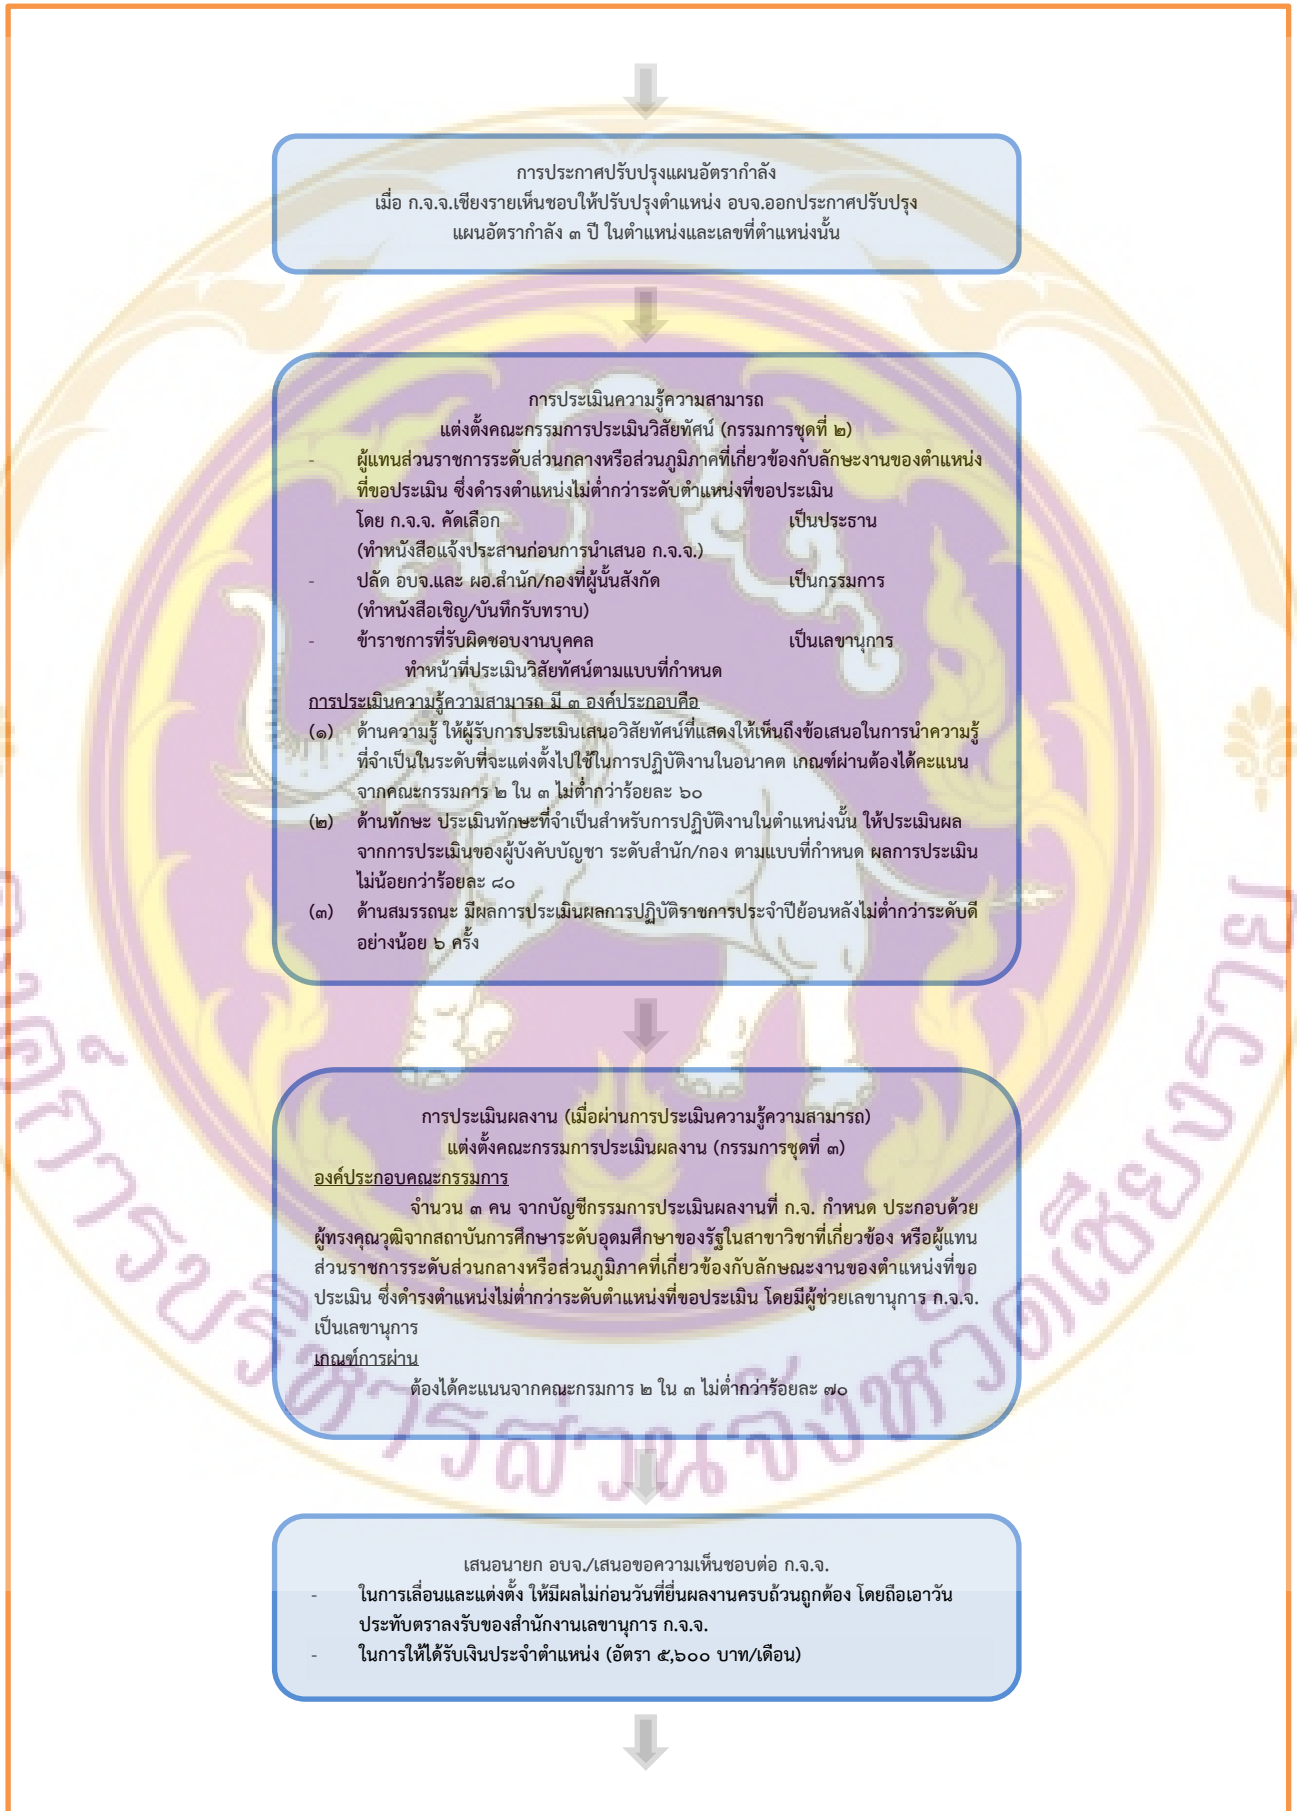 การประกาศปรับปรุงแผนอัตรากำลัง
เมื่อ ก.จ.จ.เชียงรายเห็นชอบให้ปรับปรุงตำแหน่ง อบจ.ออกประกาศปรับปรุง
แผนอัตรากำลัง ๓ ปี ในตำแหน่งและเลขที่ตำแหน่งนั้น
การประเมินความรู้ความสามารถ
แต่งตั้งคณะกรรมการประเมินวิสัยทัศน์ (กรรมการชุดที่ ๒)
- ผู้แทนส่วนราชการระดับส่วนกลางหรือส่วนภูมิภาคที่เกี่ยวข้องกับลักษะงานของตำแหน่ง
ที่ขอประเมิน ซึ่งดำรงตำแหน่งไม่ต่ำกว่าระดับตำแหน่งที่ขอประเมิน
โดย ก.จ.จ. คัดเลือก เป็นประธาน
(ทำหนังสือแจ้งประสานก่อนการนำเสนอ ก.จ.จ.)
- ปลัด อบจ.และ ผอ.สำนัก/กองที่ผู้นั้นสังกัด เป็นกรรมการ
(ทำหนังสือเชิญ/บันทึกรับทราบ)
- ข้าราชการที่รับผิดชอบงานบุคคล เป็นเลขานุการ
ทำหน้าที่ประเมินวิสัยทัศน์ตามแบบที่กำหนด
การประเมินความรู้ความสามารถ มี ๓ องค์ประกอบคือ
(๑) ด้านความรู้ ให้ผู้รับการประเมินเสนอวิสัยทัศน์ที่แสดงให้เห็นถึงข้อเสนอในการนำความรู้
ที่จำเป็นในระดับที่จะแต่งตั้งไปใช้ในการปฏิบัติงานในอนาคต เกณฑ์ผ่านต้องได้คะแนน
จากคณะกรรมการ ๒ ใน ๓ ไม่ต่ำกว่าร้อยละ ๖๐
(๒) ด้านทักษะ ประเมินทักษะที่จำเป็นสำหรับการปฏิบัติงานในตำแหน่งนั้น ให้ประเมินผล
จากการประเมินของผู้บังคับบัญชา ระดับสำนัก/กอง ตามแบบที่กำหนด ผลการประเมิน
ไม่น้อยกว่าร้อยละ ๘๐
(๓) ด้านสมรรถนะ มีผลการประเมินผลการปฏิบัติราชการประจำปีย้อนหลังไม่ต่ำกว่าระดับดี
อย่างน้อย ๖ ครั้ง
การประเมินผลงาน (เมื่อผ่านการประเมินความรู้ความสามารถ)
แต่งตั้งคณะกรรมการประเมินผลงาน (กรรมการชุดที่ ๓)
องค์ประกอบคณะกรรมการ
จำนวน ๓ คน จากบัญชีกรรมการประเมินผลงานที่ ก.จ. กำหนด ประกอบด้วย
ผู้ทรงคุณวุฒิจากสถาบันการศึกษาระดับอุดมศึกษาของรัฐในสาขาวิชาที่เกี่ยวข้อง หรือผู้แทน
ส่วนราชการระดับส่วนกลางหรือส่วนภูมิภาคที่เกี่ยวข้องกับลักษณะงานของตำแหน่งที่ขอ
ประเมิน ซึ่งดำรงตำแหน่งไม่ต่ำกว่าระดับตำแหน่งที่ขอประเมิน โดยมีผู้ช่วยเลขานุการ ก.จ.จ.
เป็นเลขานุการ
เกณฑ์การผ่าน
ต้องได้คะแนนจากคณะกรมการ ๒ ใน ๓ ไม่ต่ำกว่าร้อยละ ๗๐
เสนอนายก อบจ./เสนอขอความเห็นชอบต่อ ก.จ.จ.
- ในการเลื่อนและแต่งตั้ง ให้มีผลไม่ก่อนวันที่ยื่นผลงานครบถ้วนถูกต้อง โดยถือเอาวัน
ประทับตราลงรับของสำนักงานเลขานุการ ก.จ.จ.
- ในการให้ได้รับเงินประจำตำแหน่ง (อัตรา ๕,๖๐๐ บาท/เดือน)
องค์การบริหารส่วนจังหวัดเชียงราย